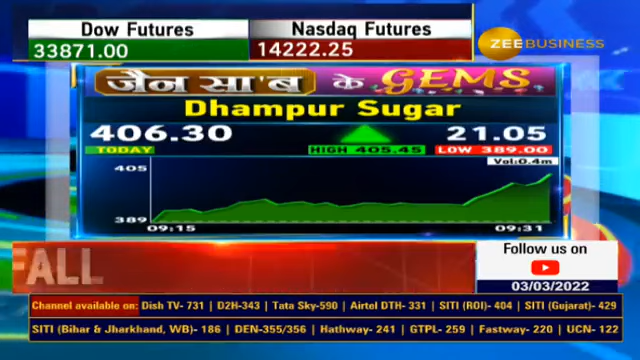 Dow Futures
33871.00
Nasdaq Futures
14222.25
ZEE BUSINESS
जैन सा'ब के GEMS
Dhampur Sugar
406.30
21.05
TODAY
HIGH 405.45
LOW 389.00
Vol:0.4m
405
389
09:15
09:31
FALL
Follow us on
03/03/2022
Channel available on: Dish TV- 731 | D2H-343 | Tata Sky-590 | Airtel DTH- 331 | SITI (ROI)- 404 | SITI (Gujarat)- 429
SITI (Bihar & Jharkhand, WB)- 186 | DEN-355/356 | Hathway- 241 | GTPL- 259 | Fastway- 220 | UCN- 122